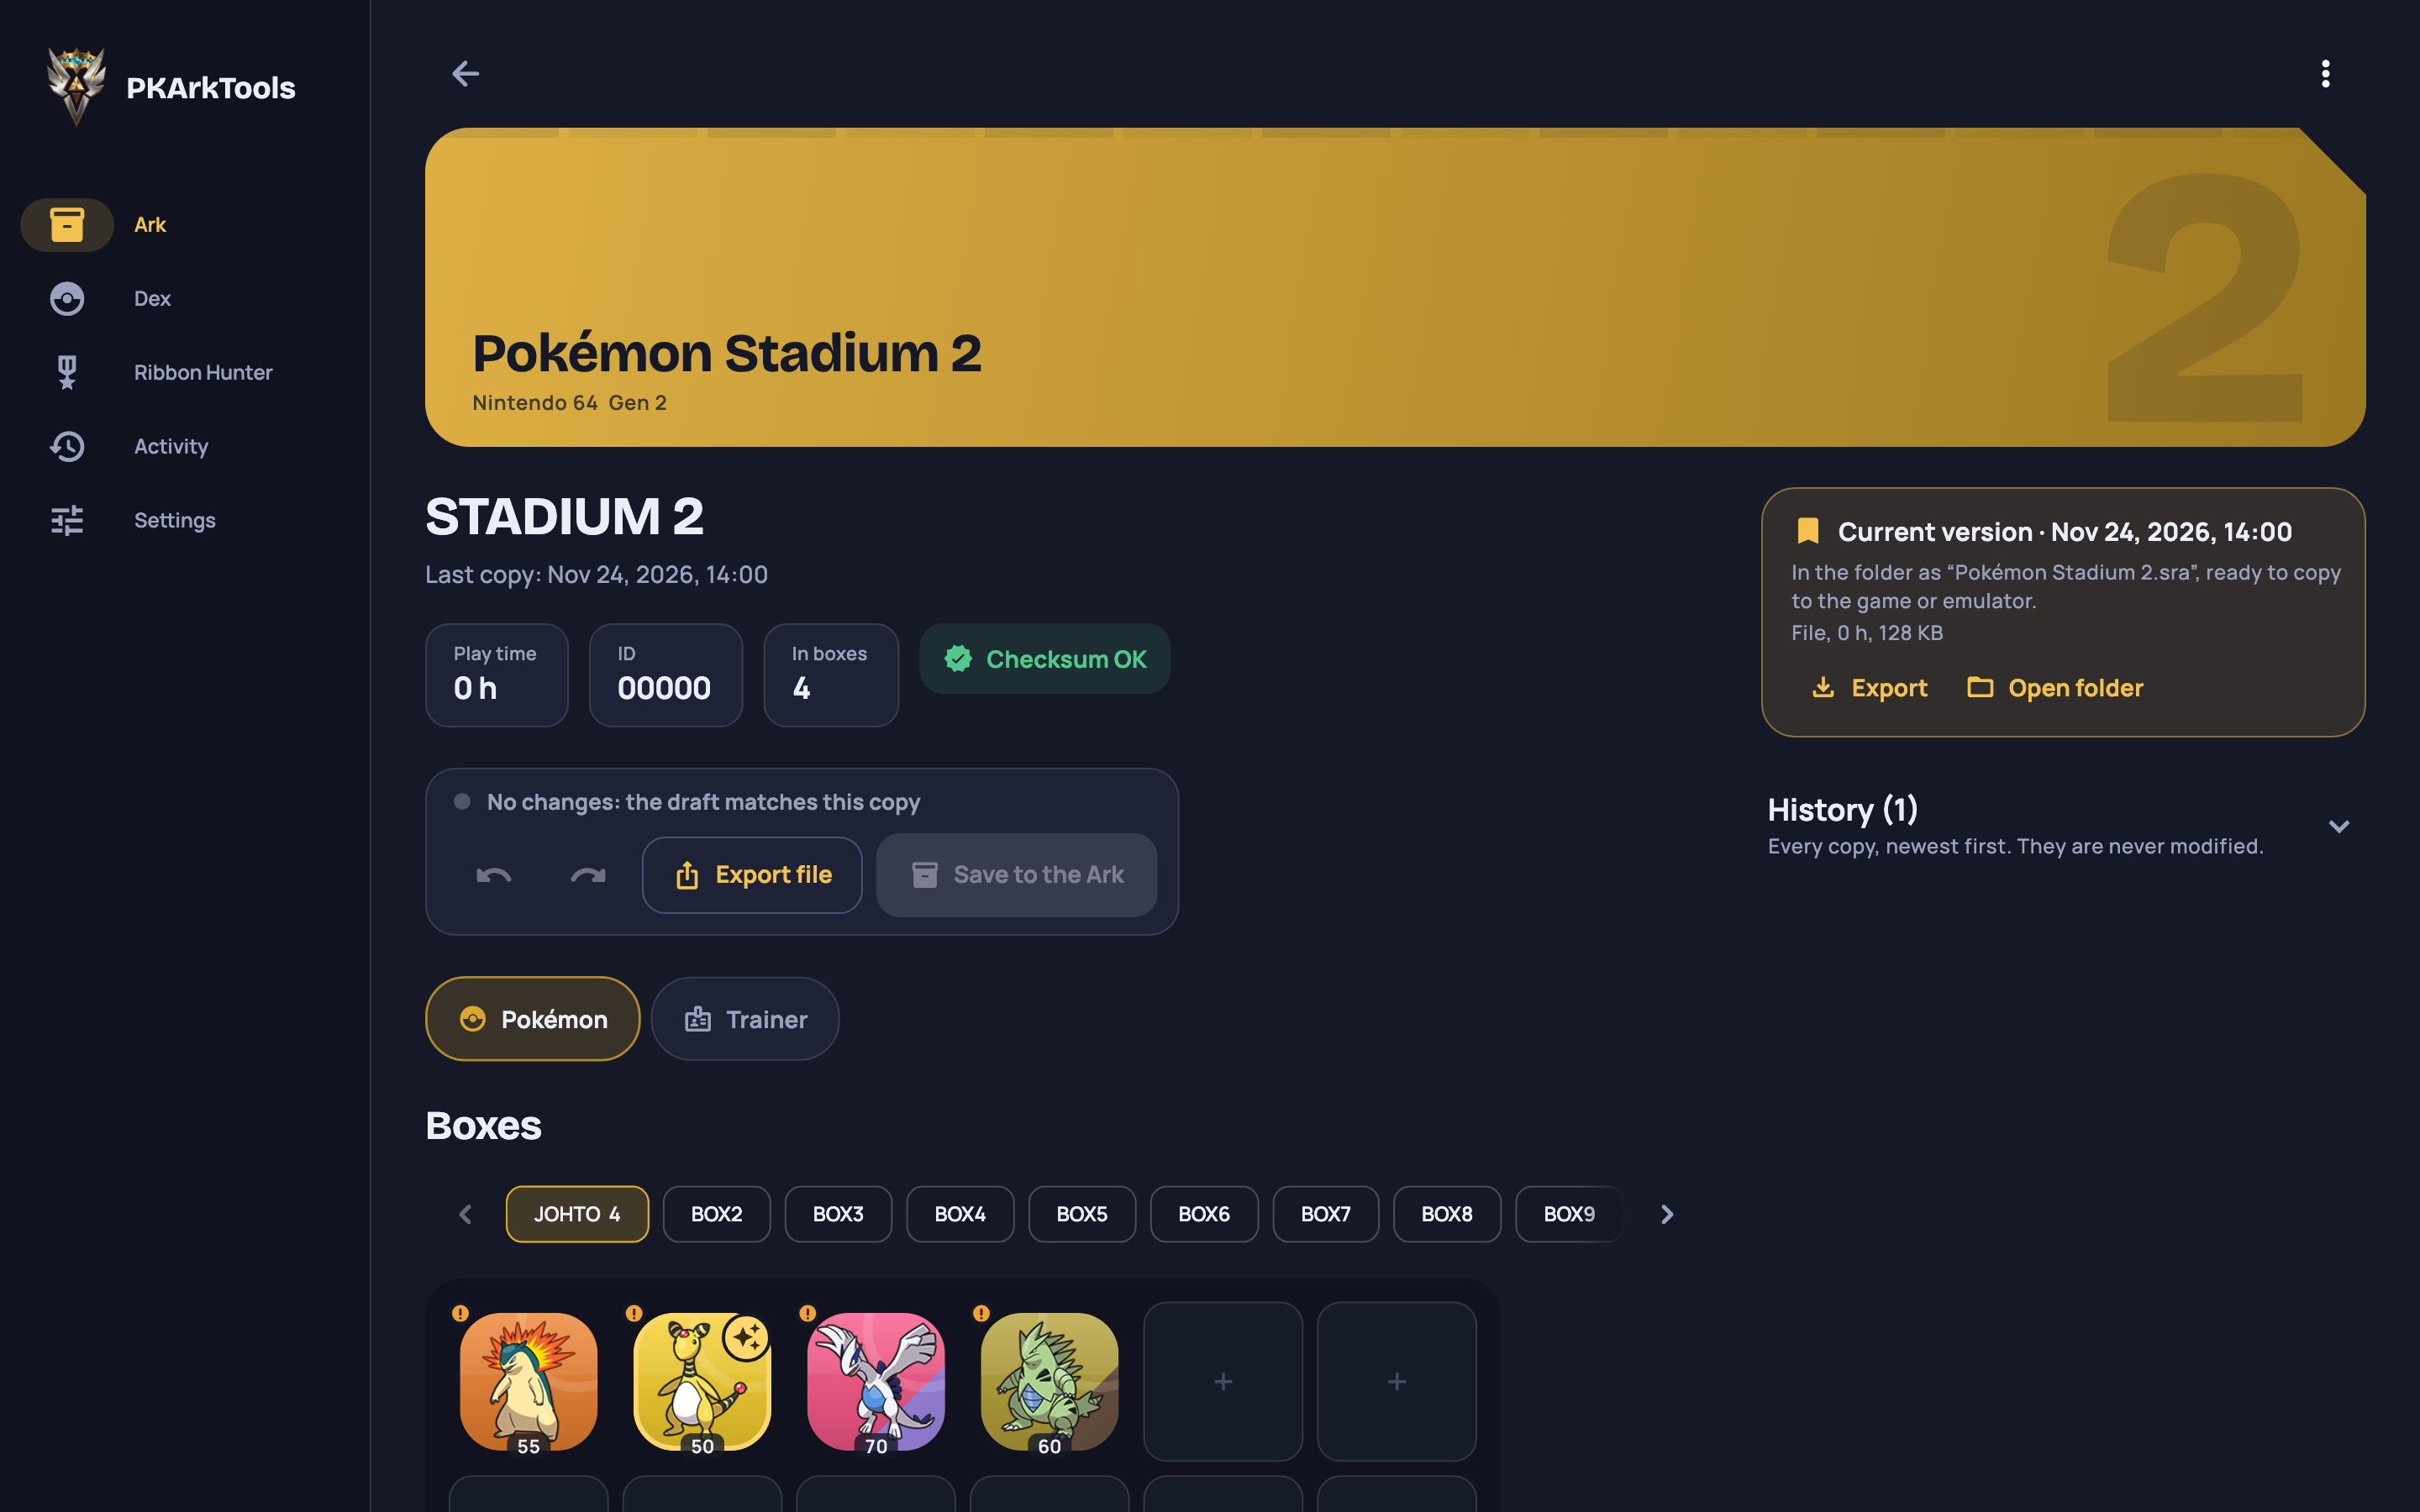 PKArkTools
Ark
Dex
Ribbon Hunter
Activity
Settings
2
Pokémon Stadium 2
Nintendo 64 Gen 2
STADIUM 2
Last copy: Nov 24, 2026, 14:00
Play time
0 h
ID
00000
In boxes
4
Checksum OK
No changes: the draft matches this copy
Export file
Save to the Ark
Current version · Nov 24, 2026, 14:00
In the folder as “Pokémon Stadium 2.sra”, ready to copy
to the game or emulator.
File, 0 h, 128 KB
Export
Open folder
History (1)
Every copy, newest first. They are never modified.
Pokémon
Trainer
Boxes
JOHTO 4
BOX2
BOX3
BOX4
BOX5
BOX6
BOX7
BOX8
BOX9
55
50
70
60